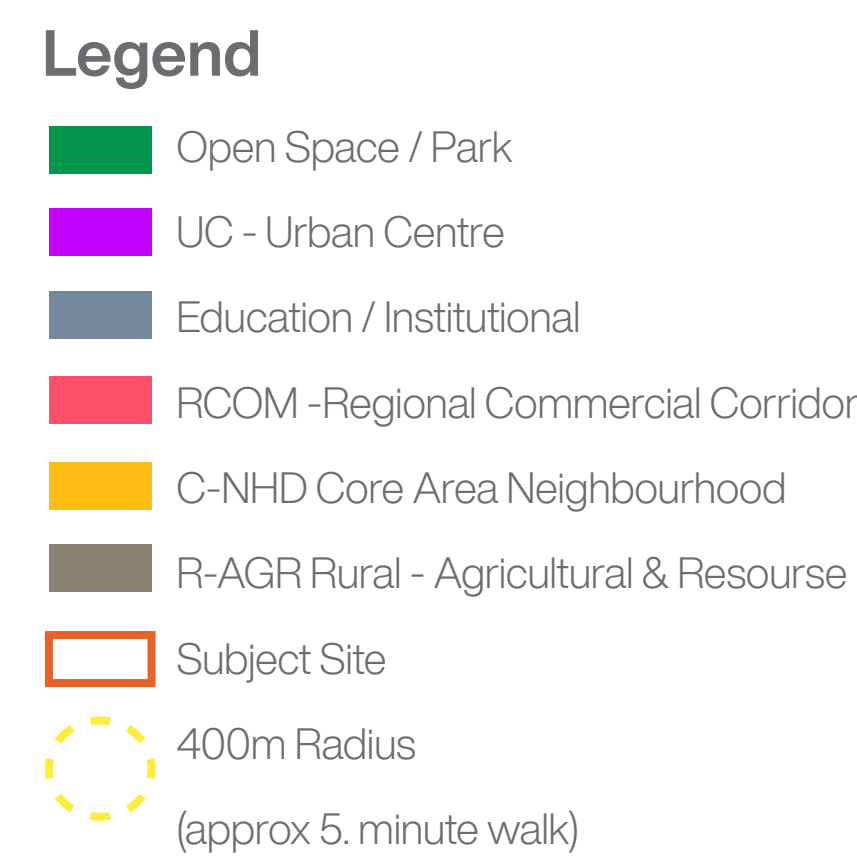 Legend
Open Space / Park
UC - Urban Centre
Education / Institutional
RCOM -Regional Commercial Corridor
C-NHD Core Area Neighbourhood
R-AGR Rural - Agricultural & Resourse
Subject Site
400m Radius
(approx 5. minute walk)